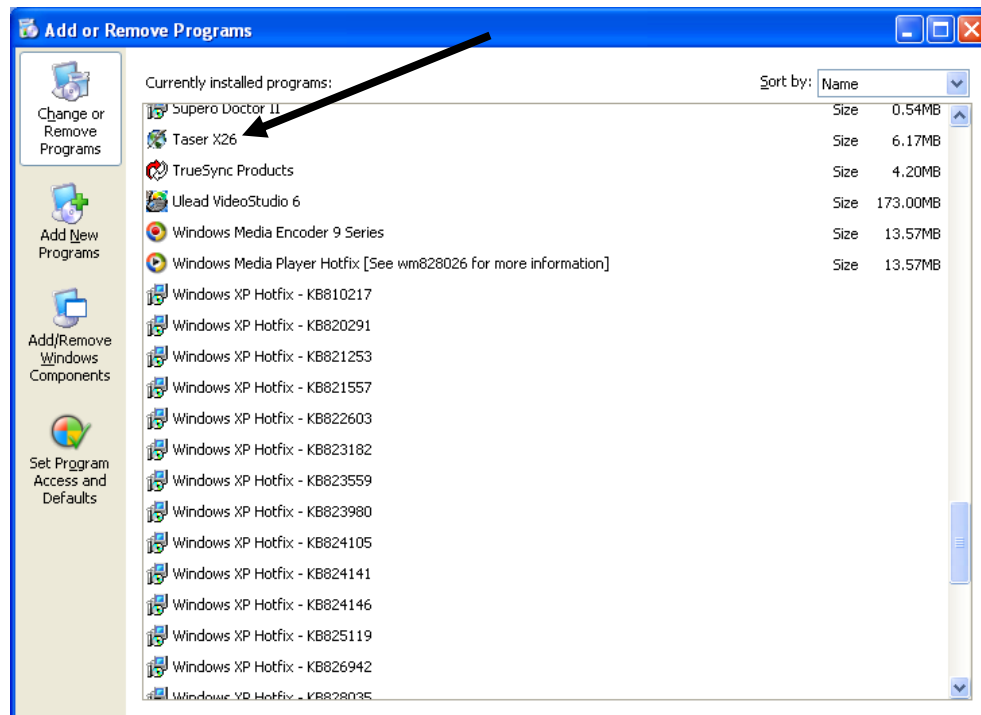 Add or Remove Programs
Change or
Remove
Programs
Add New
Programs
Add/Remove
Windows
Components
Set Program
Access and
Defaults
Currently installed programs:
Sort by: Name
Supero Doctor II Size 0.54MB
Taser X26 Size 6.17MB
TrueSync Products Size 4.20MB
Ulead VideoStudio 6 Size 173.00MB
Windows Media Encoder 9 Series Size 13.57MB
Windows Media Player Hotfix [See wm828026 for more information] Size 13.57MB
Windows XP Hotfix - KB810217
Windows XP Hotfix - KB820291
Windows XP Hotfix - KB821253
Windows XP Hotfix - KB821557
Windows XP Hotfix - KB822603
Windows XP Hotfix - KB823182
Windows XP Hotfix - KB823559
Windows XP Hotfix - KB823980
Windows XP Hotfix - KB824105
Windows XP Hotfix - KB824141
Windows XP Hotfix - KB824146
Windows XP Hotfix - KB825119
Windows XP Hotfix - KB826942
Windows XP Hotfix - KB828035